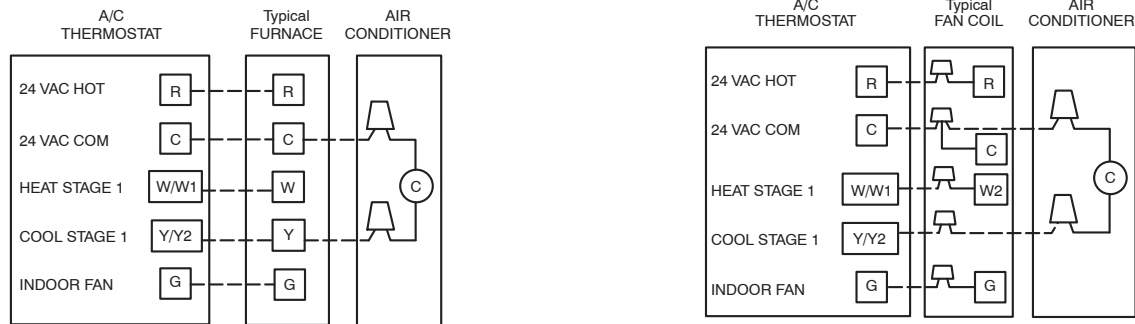 A/C THERMOSTAT
Typical FURNACE
AIR CONDITIONER
24 VAC HOT R R
24 VAC COM C C
HEAT STAGE 1 W/W1 W C
COOL STAGE 1 Y/Y2 Y
INDOOR FAN G G
A/C THERMOSTAT
Typical FAN COIL
AIR CONDITIONER
24 VAC HOT R R
24 VAC COM C C
HEAT STAGE 1 W/W1 W2 C
COOL STAGE 1 Y/Y2
INDOOR FAN G G